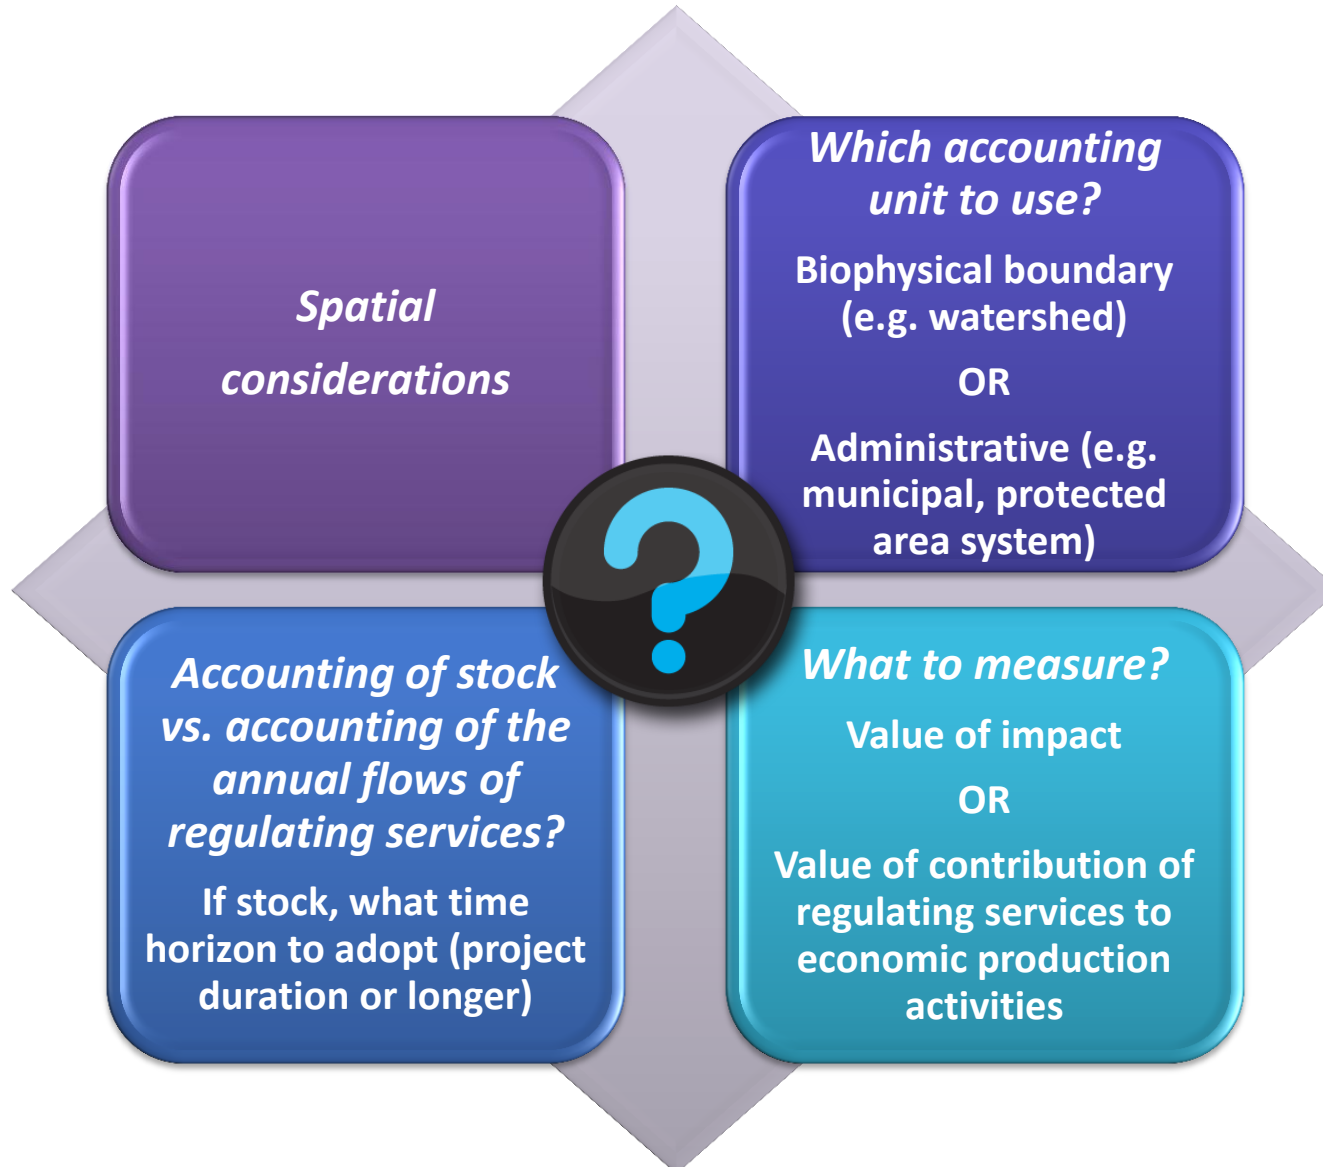 Spatial
considerations
Which accounting
unit to use?
Biophysical boundary
(e.g. watershed)
OR
Administrative (e.g.
municipal, protected
area system)
Accounting of stock
vs. accounting of the
annual flows of
regulating services?
If stock, what time
horizon to adopt (project
duration or longer)
What to measure?
Value of impact
OR
Value of contribution of
regulating services to
economic production
activities
?